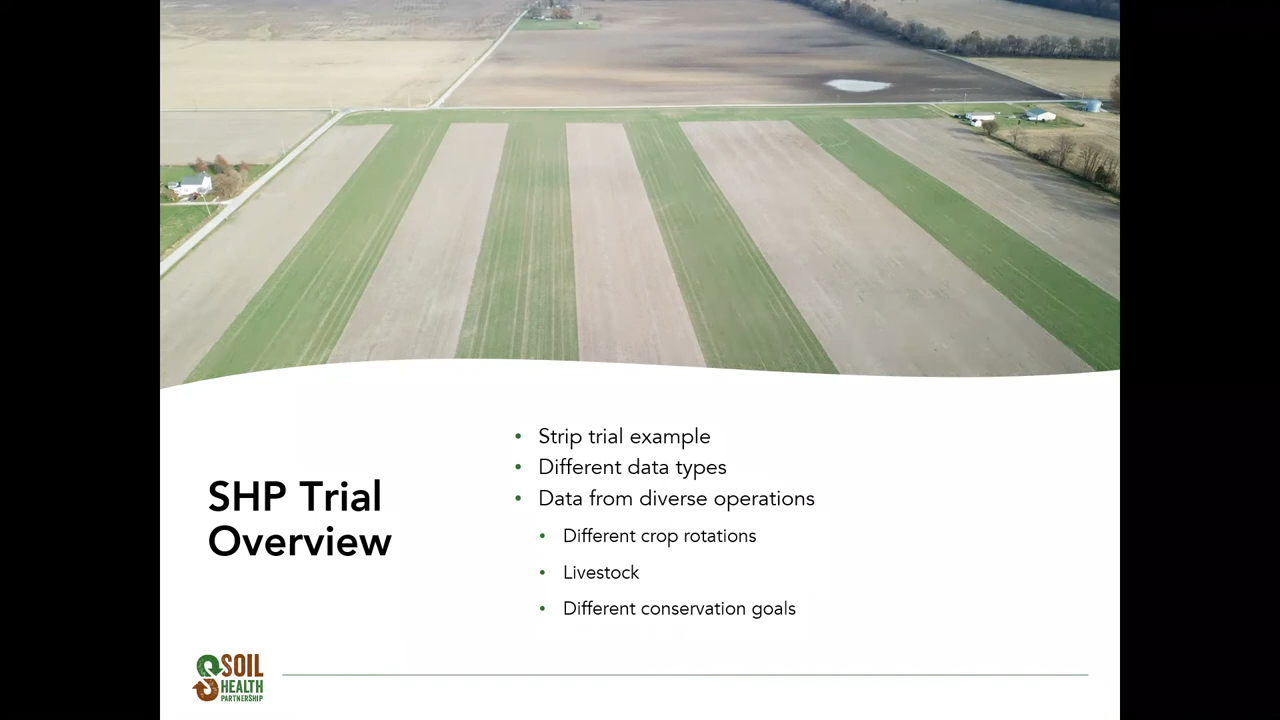 SHP Trial
Overview
Strip trial example
Different data types
Data from diverse operations
Different crop rotations
Livestock
Different conservation goals
SOIL
HEALTH
PARTNERSHIP